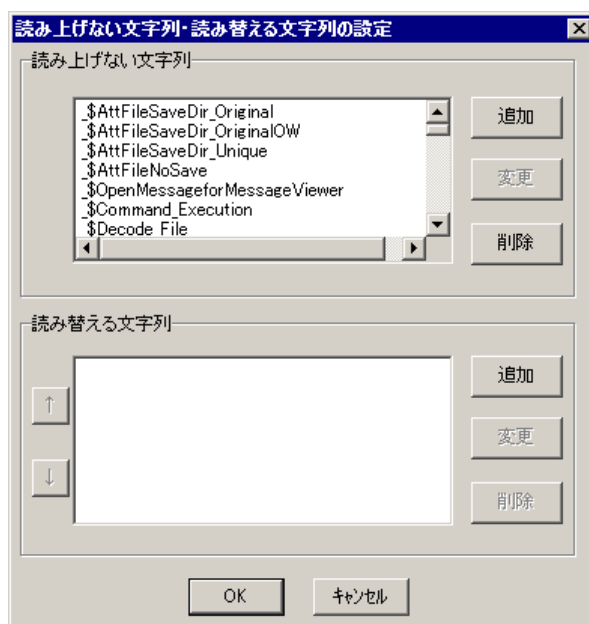 読み上げない文字列・読み替える文字列の設定
読み上げない文字列
_$AttFileSaveDir_Original
_$AttFileSaveDir_OriginalOW
_$AttFileSaveDir_Unique
_$AttFileNoSave
_$OpenMessageforMessageViewer
_$Command_Execution
_$Decode File
追加
変更
削除
読み替える文字列
↑
↓
追加
変更
削除
OK
キャンセル